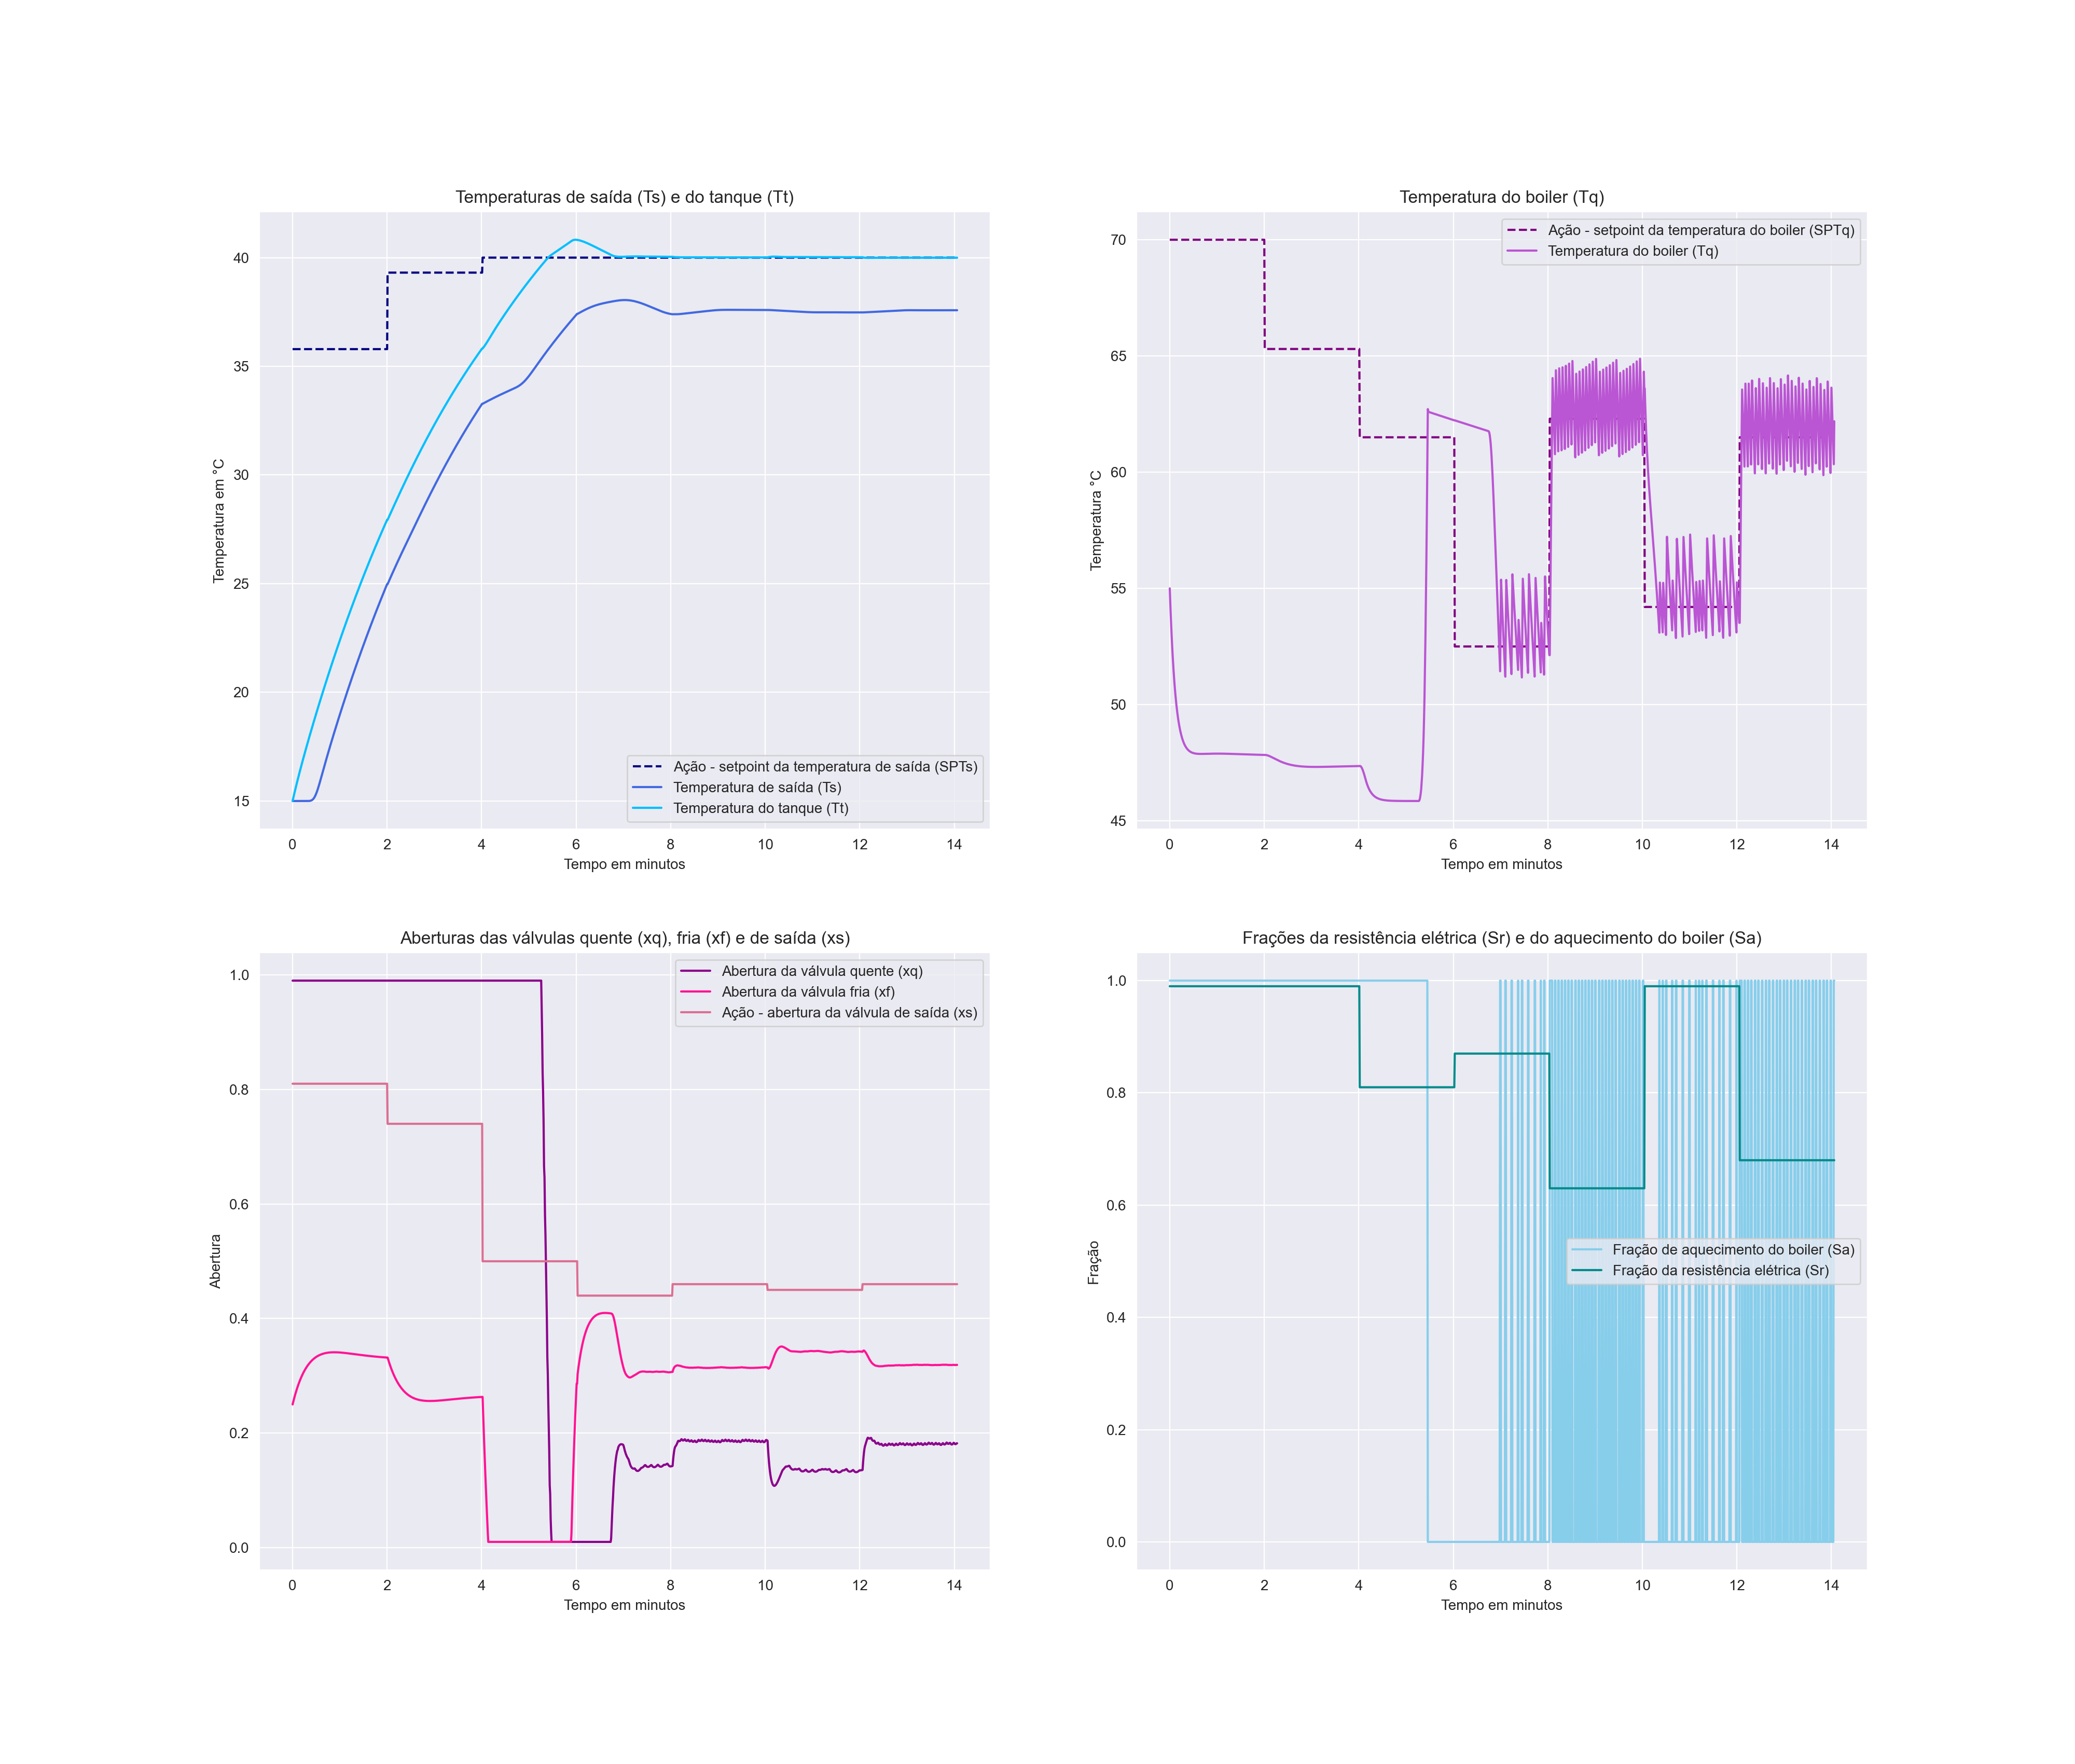 Temperaturas de saída (Ts) e do tanque (Tt)
40
35
30
25
20
15
Temperatura em °C
Ação - setpoint da temperatura de saída (SPTs)
Temperatura de saída (Ts)
Temperatura do tanque (Tt)
0 2 4 6 8 10 12 14
Tempo em minutos
Temperatura do boiler (Tq)
70
65
60
55
50
45
Temperatura °C
Ação - setpoint da temperatura do boiler (SPTq)
Temperatura do boiler (Tq)
0 2 4 6 8 10 12 14
Tempo em minutos
Aberturas das válvulas quente (xq), fria (xf) e de saída (xs)
1.0
0.8
0.6
0.4
0.2
0.0
Abertura
Abertura da válvula quente (xq)
Abertura da válvula fria (xf)
Ação - abertura da válvula de saída (xs)
0 2 4 6 8 10 12 14
Tempo em minutos
Frações da resistência elétrica (Sr) e do aquecimento do boiler (Sa)
1.0
0.8
0.6
0.4
0.2
0.0
Fração
Fração de aquecimento do boiler (Sa)
Fração da resistência elétrica (Sr)
0 2 4 6 8 10 12 14
Tempo em minutos